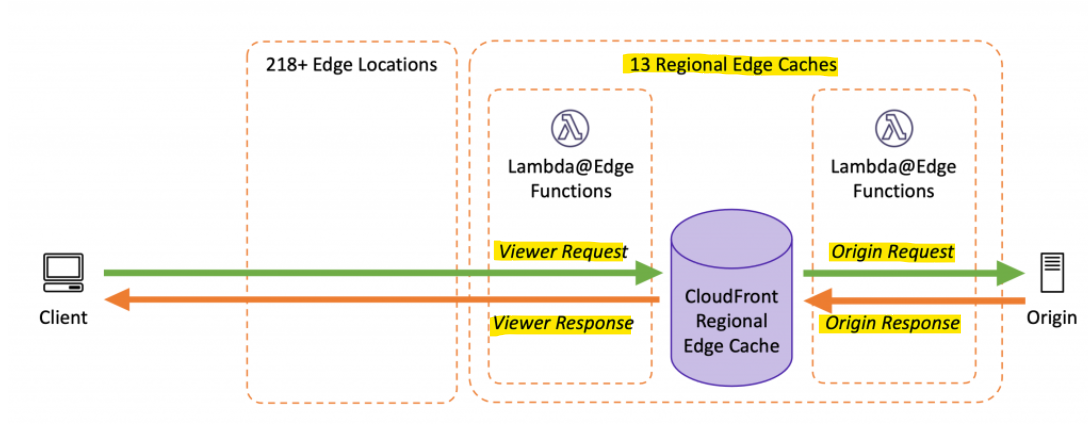 218+ Edge Locations
13 Regional Edge Caches
Lambda@Edge
Functions
Lambda@Edge
Functions
Viewer Request
Origin Request
CloudFront
Regional
Edge Cache
Viewer Response
Origin Response
Client
Origin